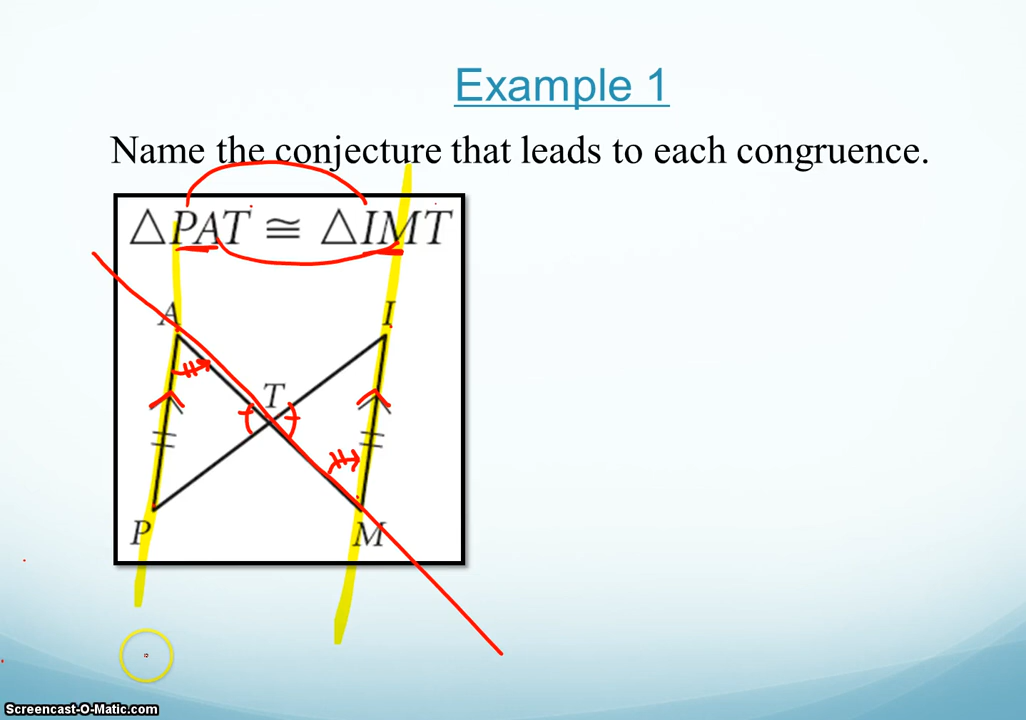 Example 1
Name the conjecture that leads to each congruence.
△PAT ≅ △IMT
A I
T
P M
Screencast-O-Matic.com